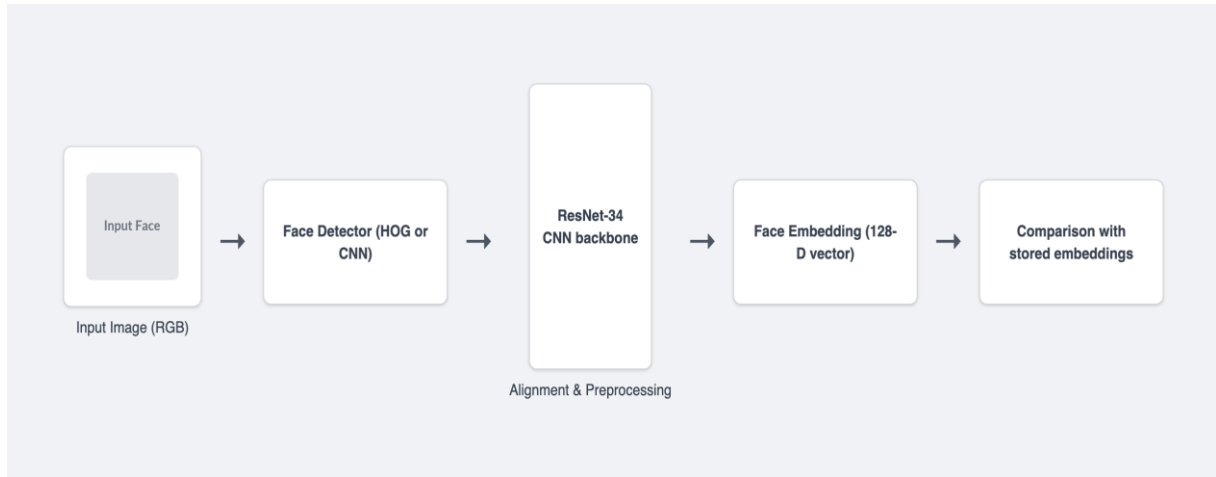 Input Face
Input Image (RGB)
Face Detector (HOG or
CNN)
ResNet-34
CNN backbone
Alignment & Preprocessing
Face Embedding (128-
D vector)
Comparison with
stored embeddings